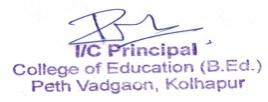 I/C Principal
College of Education (B.Ed.)
Peth Vadgaon, Kolhapur